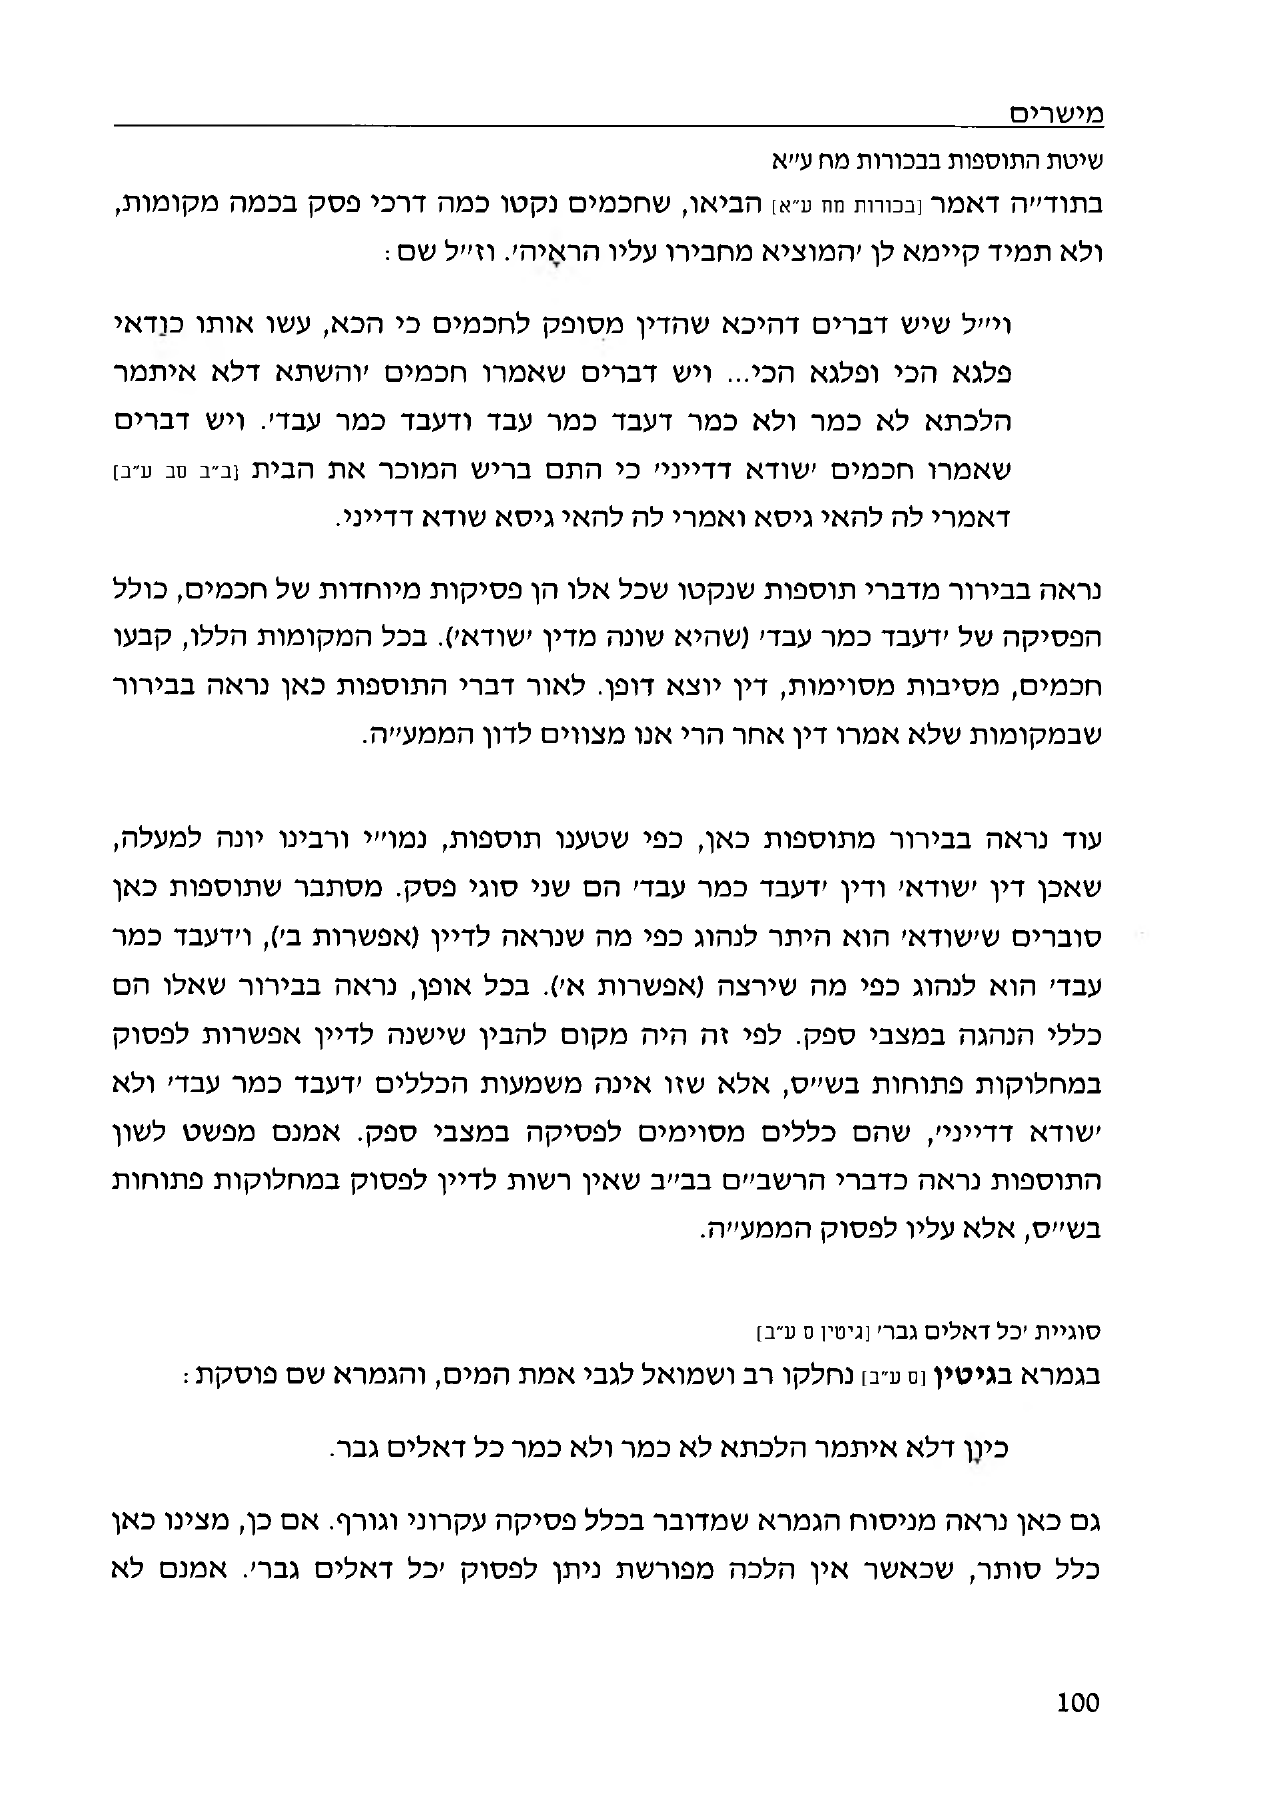 מישרים
שיטת התוספות בבכורות מח ע״א
בתוד״ה דאמר [בכורות מח ע״א] הביאו, שחכמים נקטו כמה דרכי פסק בכמה מקומות,
ולא תמיד קיימא לן ׳המוציא מחבירו עליו הראיה׳. וז״ל שם:
וי״ל שיש דברים דהיכא שהדין מסופק לחכמים כי הכא, עשו אותו כודאי
פלגא הכי ופלגא הכי... ויש דברים שאמרו חכמים ׳והשתא דלא איתמר
הלכתא לא כמר ולא כמר דעבד כמר עבד ודעבד כמר עבד׳. ויש דברים
שאמרו חכמים ׳שודא דדייני׳ כי התם בריש המוכר את הבית [ב״ב סב ע״ב]
דאמרי לה להאי גיסא ואמרי לה להאי גיסא שודא דדייני.
נראה בבירור מדברי תוספות שנקטו שכל אלו הן פסיקות מיוחדות של חכמים, כולל
הפסיקה של ׳דעבד כמר עבד׳ (שהיא שונה מדין ׳שודא׳). בכל המקומות הללו, קבעו
חכמים, מסיבות מסוימות, דין יוצא דופן. לאור דברי התוספות כאן נראה בבירור
שבמקומות שלא אמרו דין אחר הרי אנו מצווים לדון הממע״ה.
עוד נראה בבירור מתוספות כאן, כפי שטענו תוספות, נמו״י ורבינו יונה למעלה,
שאכן דין ׳שודא׳ ודין ׳דעבד כמר עבד׳ הם שני סוגי פסק. מסתבר שתוספות כאן
סוברים ש׳שודא׳ הוא היתר לנהוג כפי מה שנראה לדיין (אפשרות ב׳), ו׳דעבד כמר
עבד׳ הוא לנהוג כפי מה שירצה (אפשרות א׳). בכל אופן, נראה בבירור שאלו הם
כללי הנהגה במצבי ספק. לפי זה היה מקום להבין שישנה לדיין אפשרות לפסוק
במחלוקות פתוחות בש״ס, אלא שזו אינה משמעות הכללים ׳דעבד כמר עבד׳ ולא
׳שודא דדייני׳, שהם כללים מסוימים לפסיקה במצבי ספק. אמנם מפשט לשון
התוספות נראה כדברי הרשב״ם בב״ב שאין רשות לדיין לפסוק במחלוקות פתוחות
בש״ס, אלא עליו לפסוק הממע״ה.
סוגיית ׳כל דאלים גבר׳ [גיטין ס ע״ב]
בגמרא בגיטין [ס ע״ב] נחלקו רב ושמואל לגבי אמת המים, והגמרא שם פוסקת:
כיון דלא איתמר הלכתא לא כמר ולא כמר כל דאלים גבר.
גם כאן נראה מניסוח הגמרא שמדובר בכלל פסיקה עקרוני וגורף. אם כן, מצינו כאן
כלל סותר, שכאשר אין הלכה מפורשת ניתן לפסוק ׳כל דאלים גבר׳. אמנם לא
100